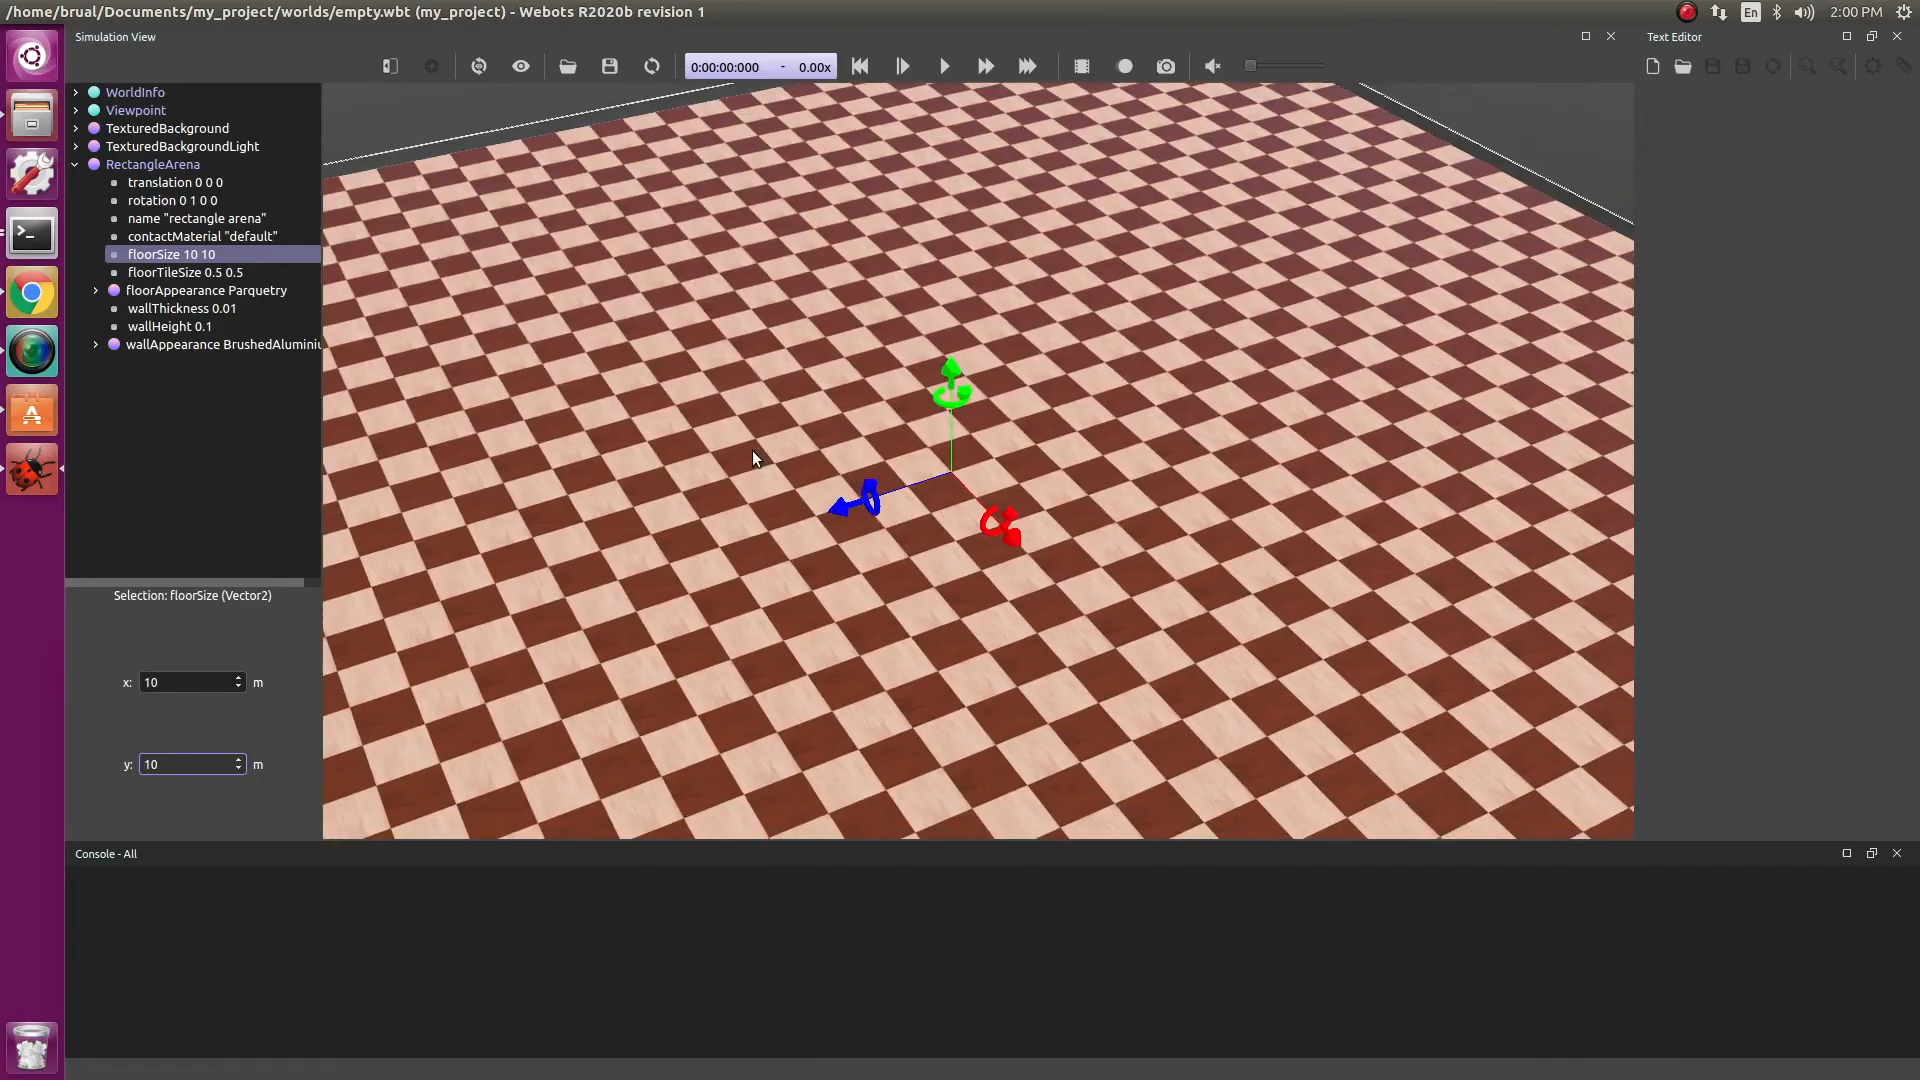 /home/brual/Documents/my_project/worlds/empty.wbt (my_project) - Webots R2020b revision 1
En
2:00 PM
Simulation View
Text Editor
0:00:00:000 - 0.00x
WorldInfo
Viewpoint
TexturedBackground
TexturedBackgroundLight
RectangleArena
translation 0 0 0
rotation 0 1 0 0
name "rectangle arena"
contactMaterial "default"
floorSize 10 10
floorTileSize 0.5 0.5
floorAppearance Parquetry
wallThickness 0.01
wallHeight 0.1
wallAppearance BrushedAluminiu
Selection: floorSize (Vector2)
x: 10 m
y: 10 m
Console - All